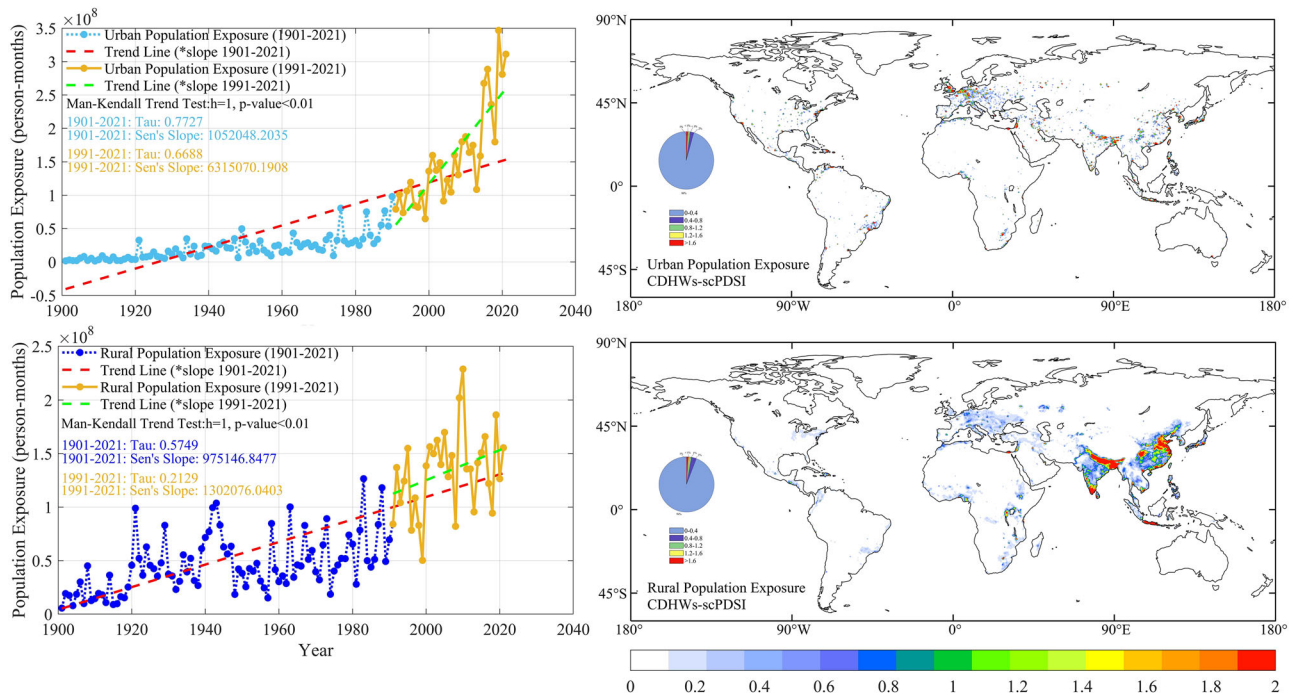 ×10⁸
3.5
3
2.5
2
1.5
1
0.5
0
-0.5
Population Exposure (person-months)
Urban Population Exposure (1901-2021)
Trend Line (*slope 1901-2021)
Urban Population Exposure (1991-2021)
Trend Line (*slope 1991-2021)
Man-Kendall Trend Test:h=1, p-value<0.01
1901-2021: Tau: 0.7727
1901-2021: Sen's Slope: 1052048.2035
1991-2021: Tau: 0.6688
1991-2021: Sen's Slope: 6315070.1908
1900 1920 1940 1960 1980 2000 2020 2040
90°N
45°N
0°
45°S
0-0.4
0.4-0.8
0.8-1.2
1.2-1.6
>1.6
Urban Population Exposure
CDHWs-scPDSI
180° 90°W 0° 90°E 180°
×10⁸
2.5
2
1.5
1
0.5
0
Population Exposure (person-months)
Rural Population Exposure (1901-2021)
Trend Line (*slope 1901-2021)
Rural Population Exposure (1991-2021)
Trend Line (*slope 1991-2021)
Man-Kendall Trend Test:h=1, p-value<0.01
1901-2021: Tau: 0.5749
1901-2021: Sen's Slope: 975146.8477
1991-2021: Tau: 0.2129
1991-2021: Sen's Slope: 1302076.0403
1900 1920 1940 1960 1980 2000 2020 2040
Year
90°N
45°N
0°
45°S
0-0.4
0.4-0.8
0.8-1.2
1.2-1.6
>1.6
Rural Population Exposure
CDHWs-scPDSI
180° 90°W 0° 90°E 180°
0 0.2 0.4 0.6 0.8 1 1.2 1.4 1.6 1.8 2